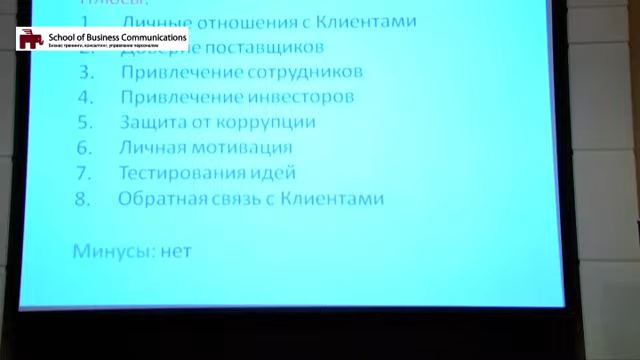 Плюсы:
1. Личные отношения с Клиентами
School of Business Communications
Бизнес тренинги, консалтинг, управление персоналом
2. Доверие поставщиков
3. Привлечение сотрудников
4. Привлечение инвесторов
5. Защита от коррупции
6. Личная мотивация
7. Тестирования идей
8. Обратная связь с Клиентами
Минусы: нет